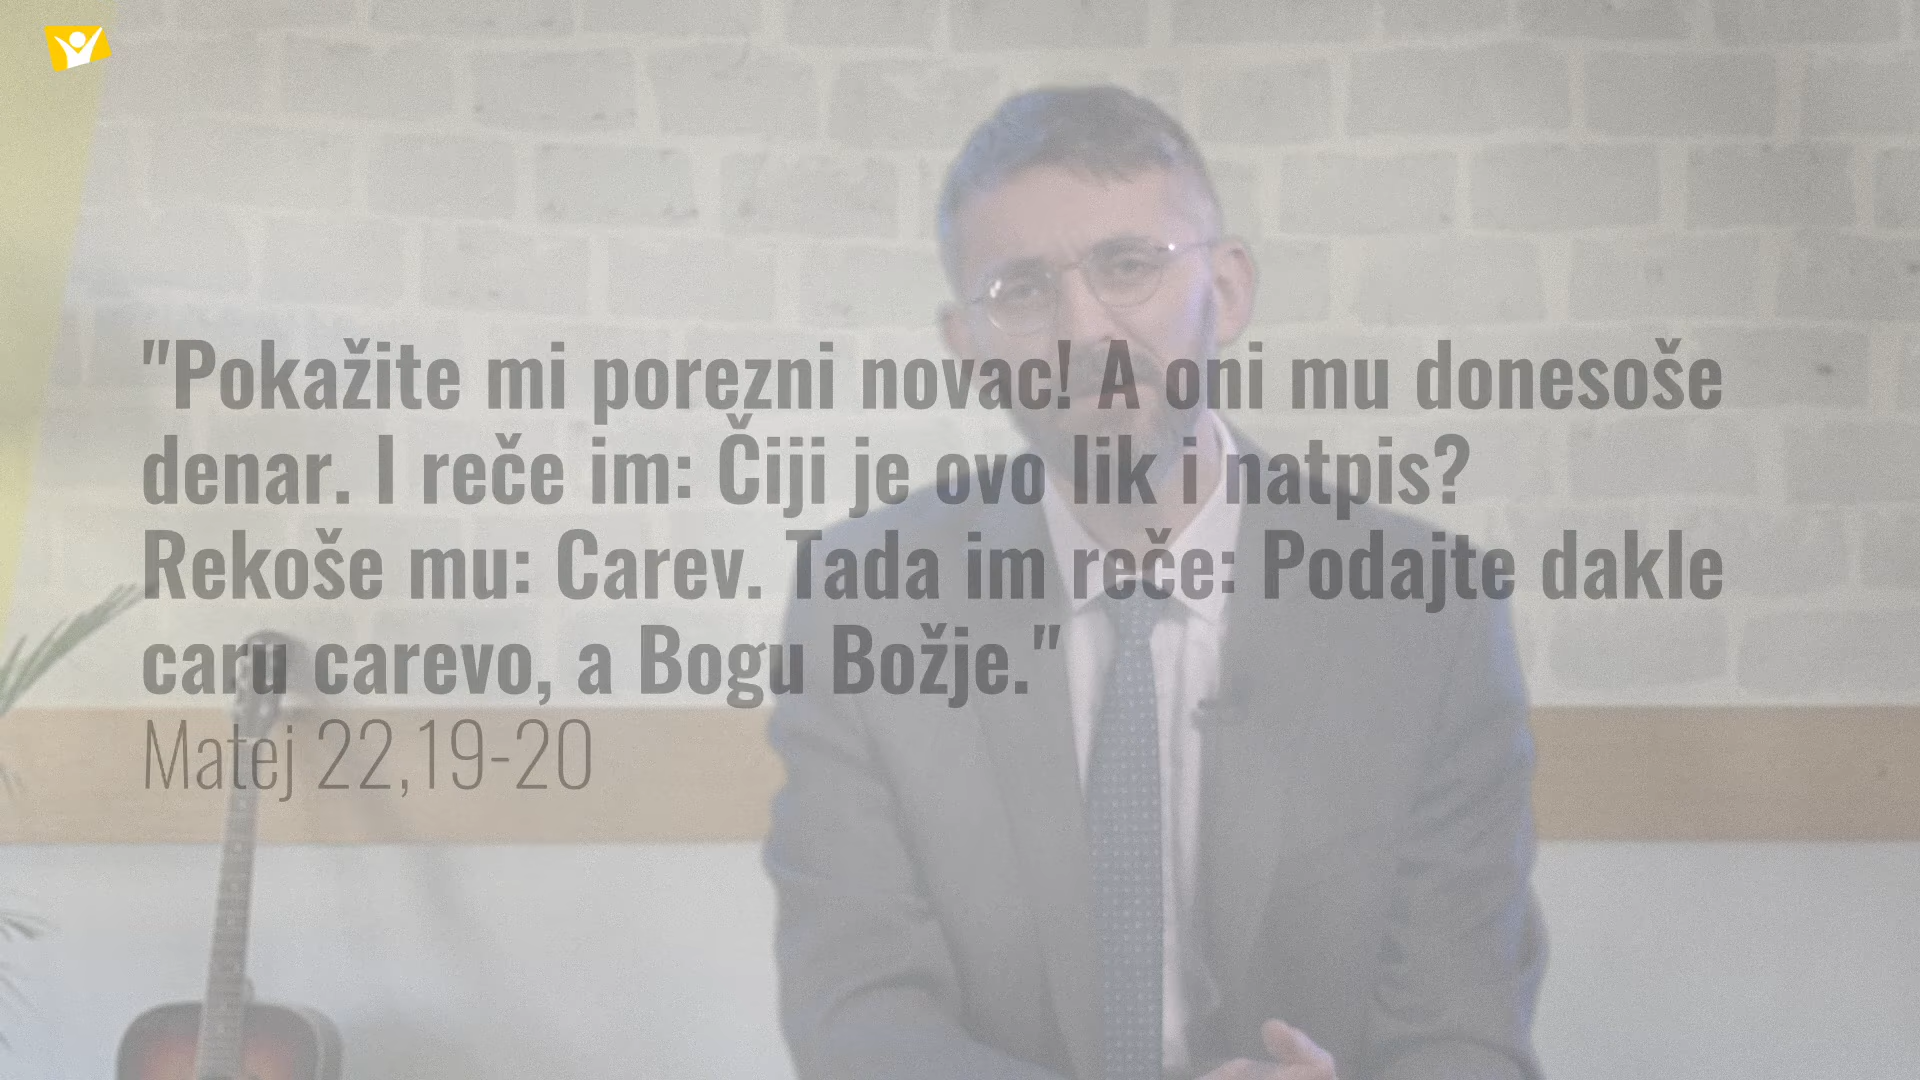 "Pokažite mi porezni novac! A oni mu donesoše
denar. I reče im: Čiji je ovo lik i natpis?
Rekoše mu: Carev. Tada im reče: Podajte dakle
caru carevo, a Bogu Božje."
Matej 22,19-20